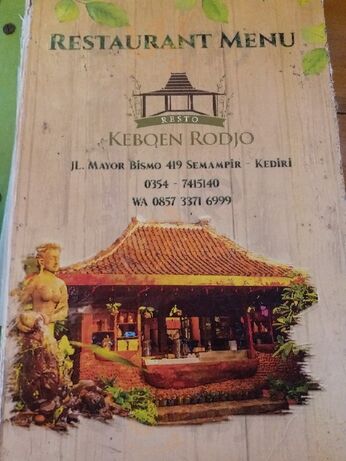 RESTAURANT MENU
RESTO
KEBOEN RODJO
JL. MAYOR BISMO 419 SEMAMPIR - KEDIRI
0354 - 7415140
WA 0857 3371 6999